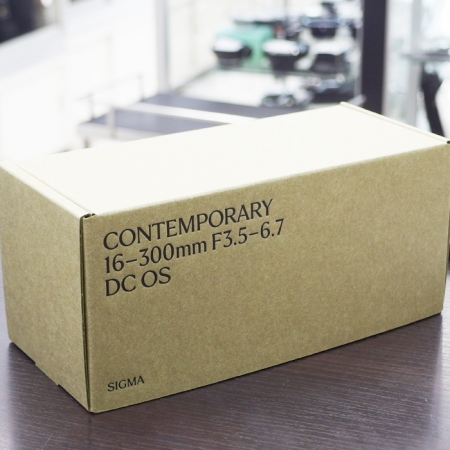 CONTEMPORARY
16–300mm F3.5–6.7
DC OS
SIGMA